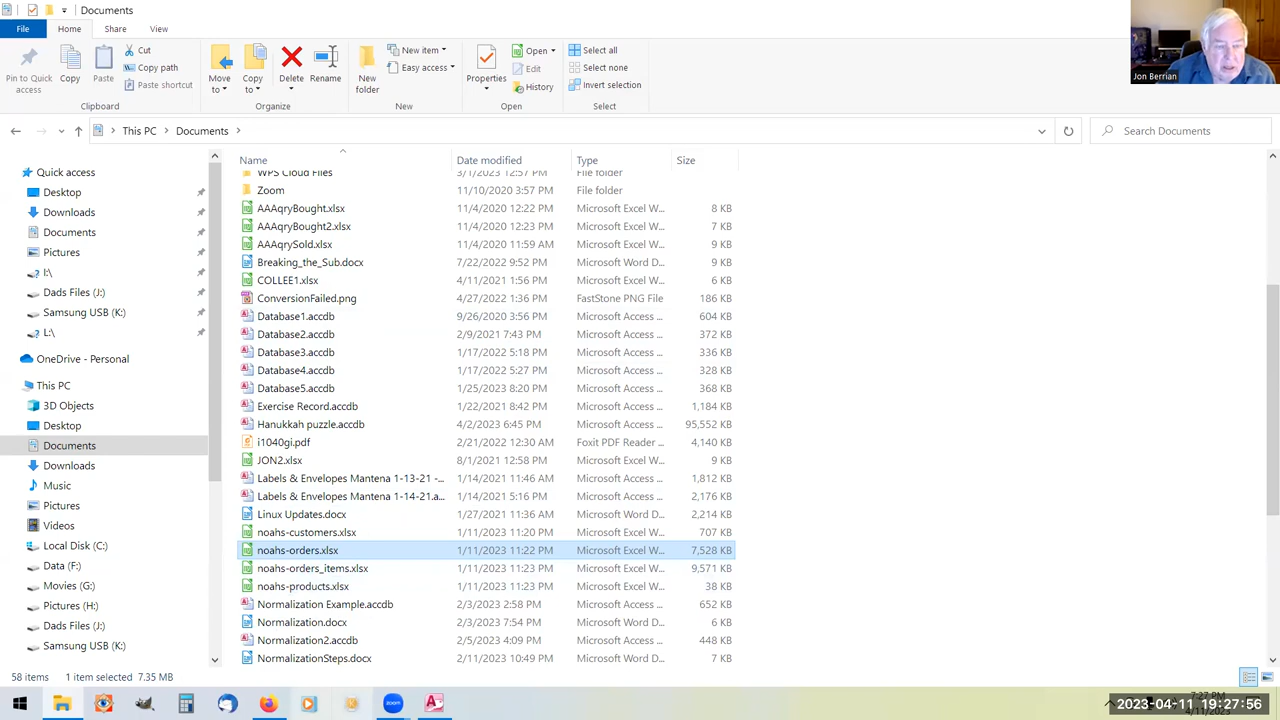 Documents
File Home Share View
Pin to Quick access
Copy
Paste
Cut
Copy path
Paste shortcut
Clipboard
Move to
Copy to
Delete
Rename
Organize
New folder
New item
Easy access
New
Properties
Open
Edit
History
Open
Select all
Select none
Invert selection
Select
Jon Berrian
This PC Documents
Search Documents
Quick access
Desktop
Downloads
Documents
Pictures
I:\
Dads Files (J:)
Samsung USB (K:)
L:\
OneDrive - Personal
This PC
3D Objects
Desktop
Documents
Downloads
Music
Pictures
Videos
Local Disk (C:)
Data (F:)
Movies (G:)
Pictures (H:)
Dads Files (J:)
Samsung USB (K:)
Name Date modified Type Size
WPS Cloud Files 3/1/2023 12:57 PM File folder
Zoom 11/10/2020 3:57 PM File folder
AAAqryBought.xlsx 11/4/2020 12:22 PM Microsoft Excel W... 8 KB
AAAqryBought2.xlsx 11/4/2020 12:23 PM Microsoft Excel W... 7 KB
AAAqrySold.xlsx 11/4/2020 11:59 AM Microsoft Excel W... 9 KB
Breaking_the_Sub.docx 7/22/2022 9:52 PM Microsoft Word D... 9 KB
COLLEE1.xlsx 4/11/2021 1:56 PM Microsoft Excel W... 6 KB
ConversionFailed.png 4/27/2022 1:36 PM FastStone PNG File 186 KB
Database1.accdb 9/26/2020 3:56 PM Microsoft Access ... 604 KB
Database2.accdb 2/9/2021 7:43 PM Microsoft Access ... 372 KB
Database3.accdb 1/17/2022 5:18 PM Microsoft Access ... 336 KB
Database4.accdb 1/17/2022 5:27 PM Microsoft Access ... 328 KB
Database5.accdb 1/25/2023 8:20 PM Microsoft Access ... 368 KB
Exercise Record.accdb 1/22/2021 8:42 PM Microsoft Access ... 1,184 KB
Hanukkah puzzle.accdb 4/2/2023 6:45 PM Microsoft Access ... 95,552 KB
i1040gi.pdf 2/21/2022 12:30 AM Foxit PDF Reader ... 4,140 KB
JON2.xlsx 8/1/2021 12:58 PM Microsoft Excel W... 9 KB
Labels & Envelopes Mantena 1-13-21 -... 1/14/2021 11:46 AM Microsoft Access ... 1,812 KB
Labels & Envelopes Mantena 1-14-21.a... 1/14/2021 5:16 PM Microsoft Access ... 2,176 KB
Linux Updates.docx 1/27/2021 11:36 AM Microsoft Word D... 2,214 KB
noahs-customers.xlsx 1/11/2023 11:20 PM Microsoft Excel W... 707 KB
noahs-orders.xlsx 1/11/2023 11:22 PM Microsoft Excel W... 7,528 KB
noahs-orders_items.xlsx 1/11/2023 11:23 PM Microsoft Excel W... 9,571 KB
noahs-products.xlsx 1/11/2023 11:23 PM Microsoft Excel W... 38 KB
Normalization Example.accdb 2/3/2023 2:58 PM Microsoft Access ... 652 KB
Normalization.docx 2/3/2023 7:54 PM Microsoft Word D... 6 KB
Normalization2.accdb 2/5/2023 4:09 PM Microsoft Access ... 448 KB
NormalizationSteps.docx 2/11/2023 10:49 PM Microsoft Word D... 7 KB
58 items 1 item selected 7.35 MB
zoom
7:27 PM
2023-04-11 19:27:56